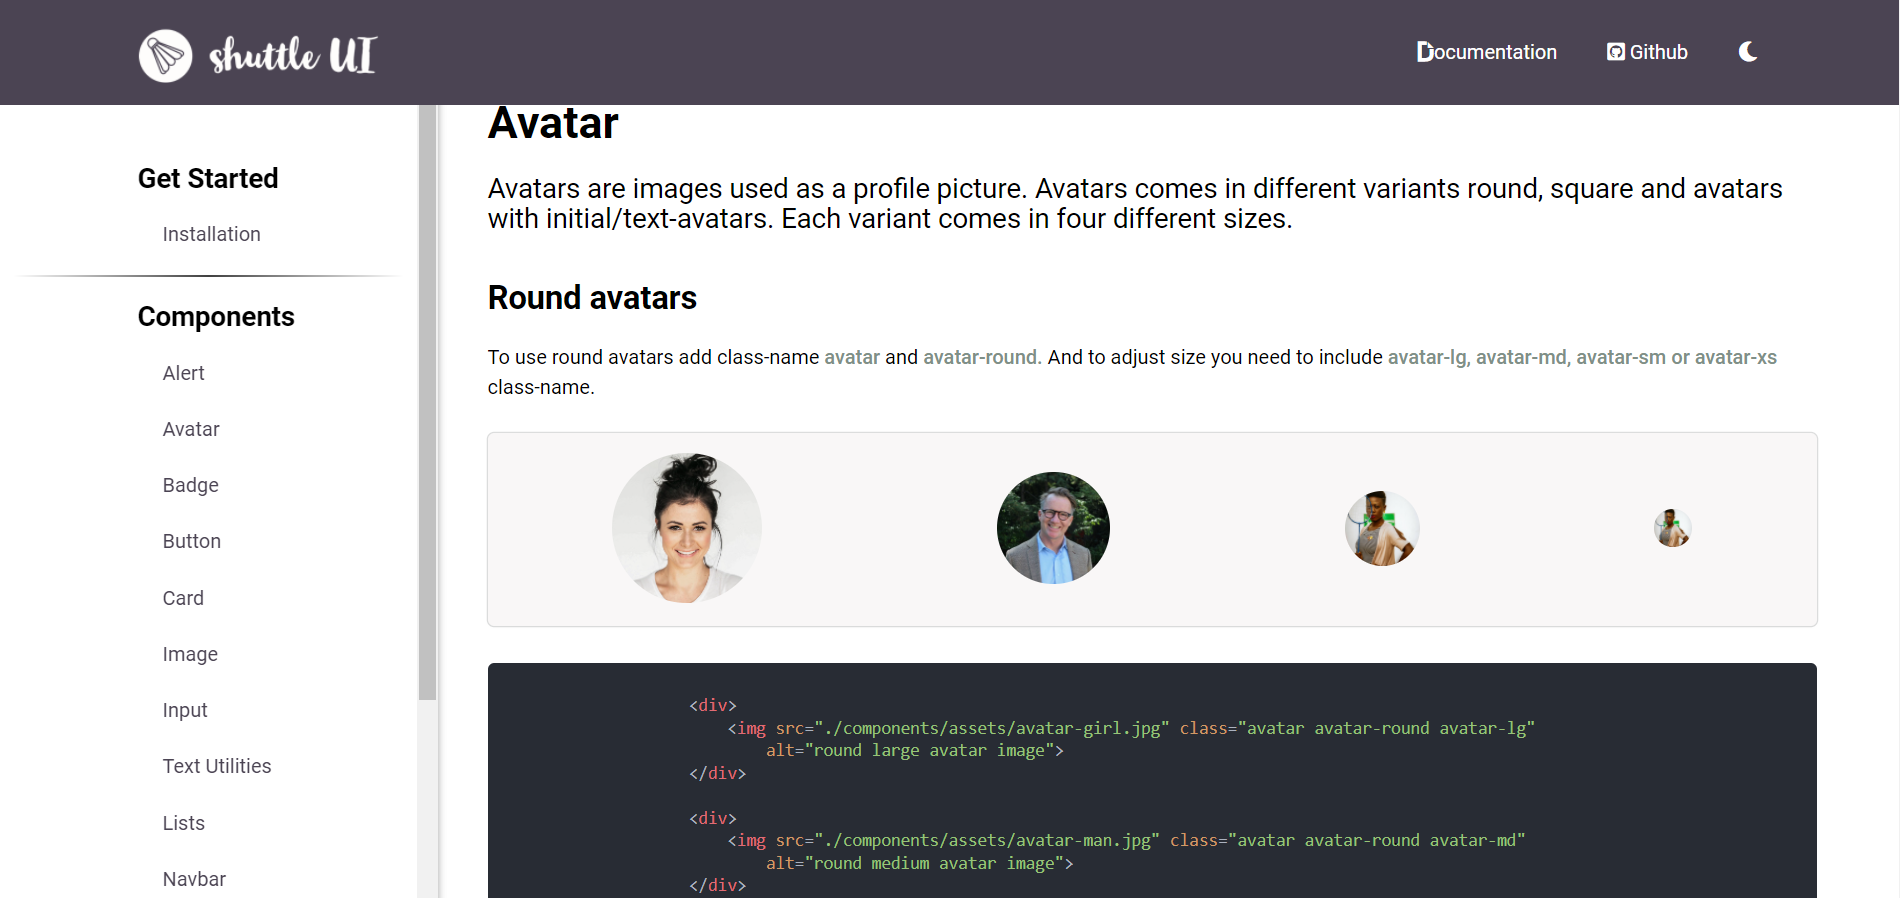 shuttle UI
Documentation
Github
Get Started
Installation
Components
Alert
Avatar
Badge
Button
Card
Image
Input
Text Utilities
Lists
Navbar
Avatar
Avatars are images used as a profile picture. Avatars comes in different variants round, square and avatars
with initial/text-avatars. Each variant comes in four different sizes.
Round avatars
To use round avatars add class-name avatar and avatar-round. And to adjust size you need to include avatar-lg, avatar-md, avatar-sm or avatar-xs
class-name.
<div>
<img src="./components/assets/avatar-girl.jpg" class="avatar avatar-round avatar-lg"
alt="round large avatar image">
</div>
<div>
<img src="./components/assets/avatar-man.jpg" class="avatar avatar-round avatar-md"
alt="round medium avatar image">
</div>